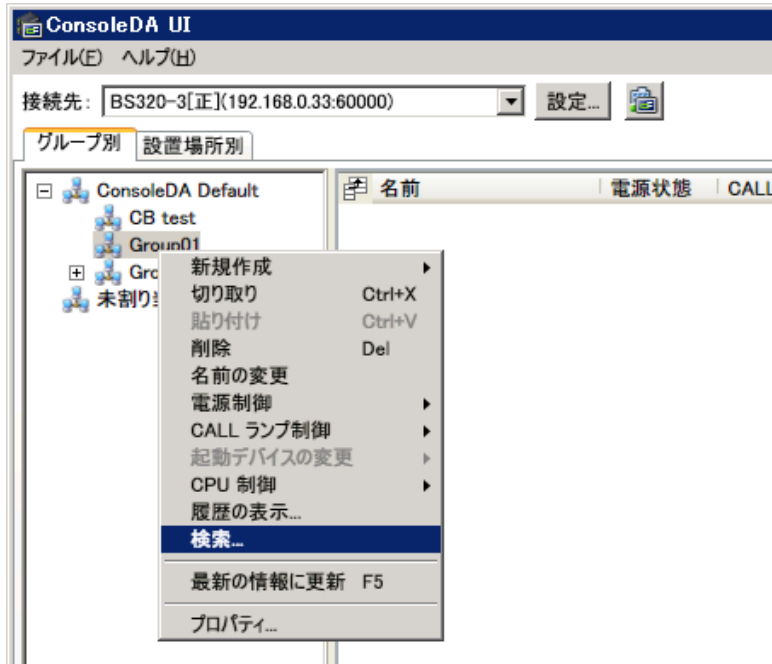 ConsoleDA UI
ファイル(F) ヘルプ(H)
接続先: BS320-3[正](192.168.0.33:60000) 設定...
グループ別 設置場所別
名前 電源状態 CALL
ConsoleDA Default
CB test
Group01
Gro
未割り当
新規作成
切り取り Ctrl+X
貼り付け Ctrl+V
削除 Del
名前の変更
電源制御
CALL ランプ制御
起動デバイスの変更
CPU 制御
履歴の表示...
検索...
最新の情報に更新 F5
プロパティ...